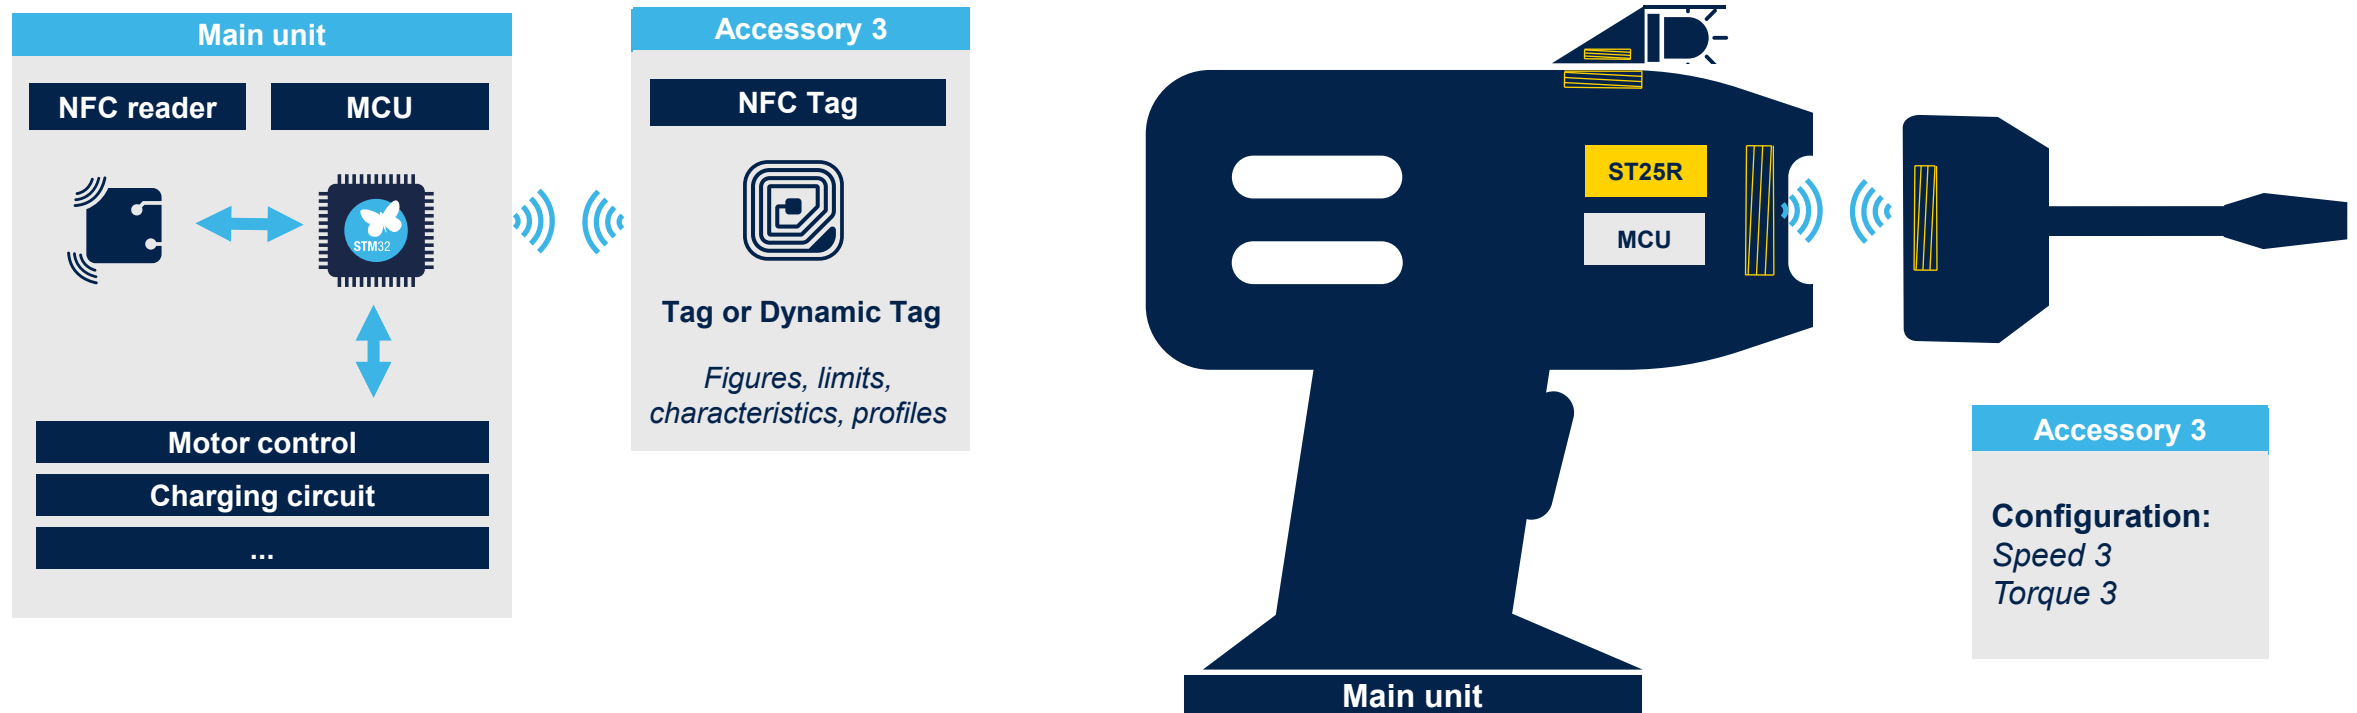 Main unit
NFC reader
MCU
STM32
Motor control
Charging circuit
...
Accessory 3
NFC Tag
Tag or Dynamic Tag
Figures, limits,
characteristics, profiles
ST25R
MCU
Main unit
Accessory 3
Configuration:
Speed 3
Torque 3